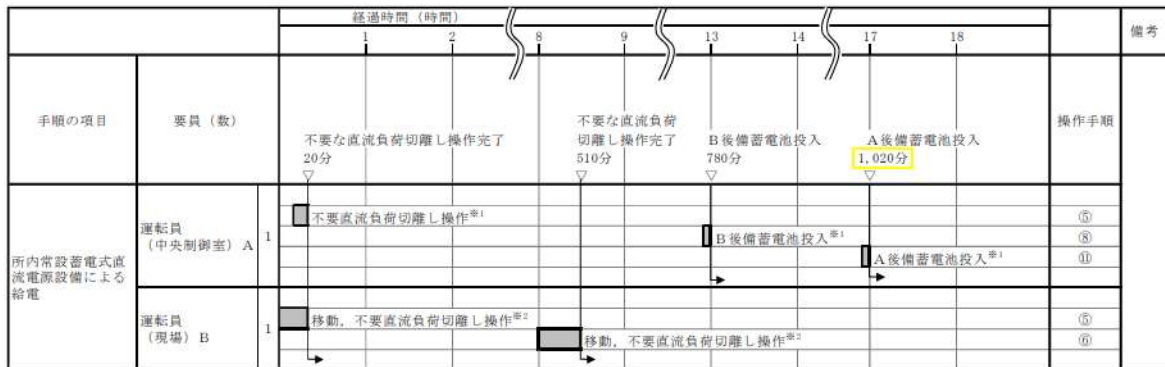 経過時間（時間）
備考
1 2 8 9 13 14 17 18
手順の項目
要員（数）
操作手順
不要な直流負荷切離し操作完了
20分
不要な直流負荷
切離し操作完了
510分
B後備蓄電池投入
780分
A後備蓄電池投入
1,020分
所内常設蓄電式直
流電源設備による
給電
運転員
（中央制御室）A
1
不要直流負荷切離し操作※1
⑤
B後備蓄電池投入※1
⑧
A後備蓄電池投入※1
⑪
運転員
（現場）B
1
移動，不要直流負荷切離し操作※2
⑤
移動，不要直流負荷切離し操作※2
⑥